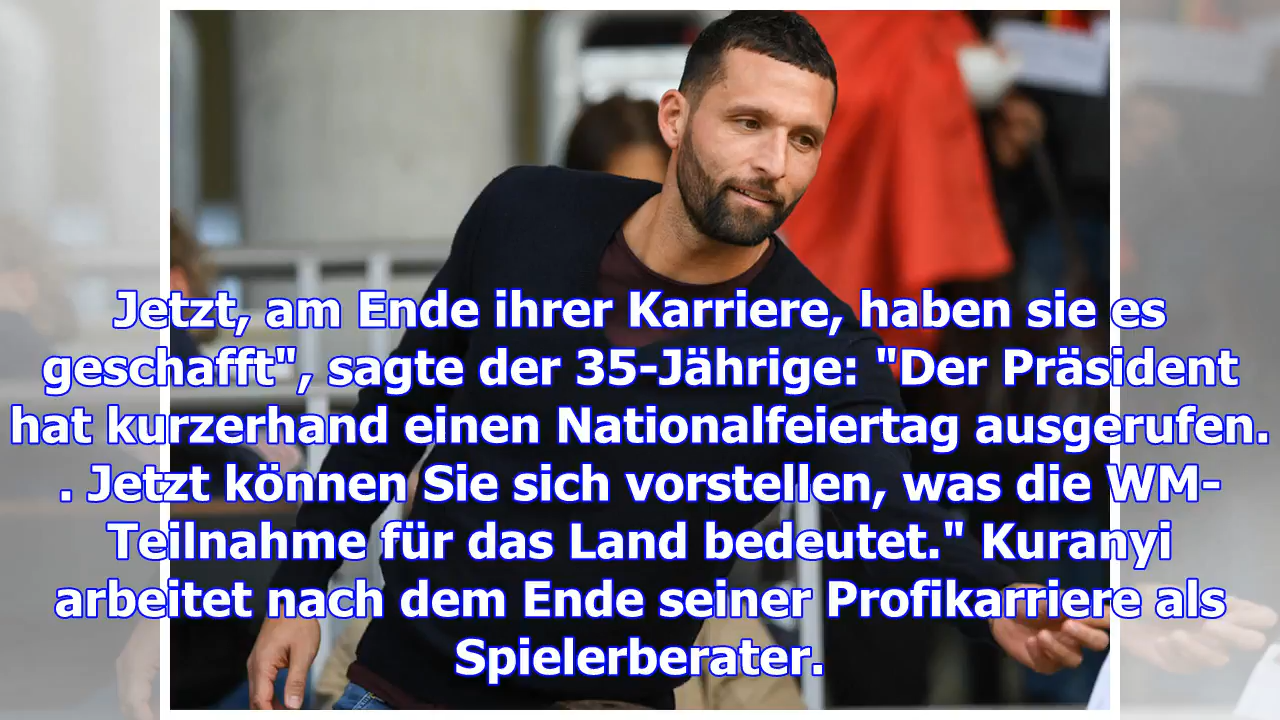 Jetzt, am Ende ihrer Karriere, haben sie es
geschafft", sagte der 35-Jährige: "Der Präsident
hat kurzerhand einen Nationalfeiertag ausgerufen.
. Jetzt können Sie sich vorstellen, was die WM-
Teilnahme für das Land bedeutet." Kuranyi
arbeitet nach dem Ende seiner Profikarriere als
Spielerberater.